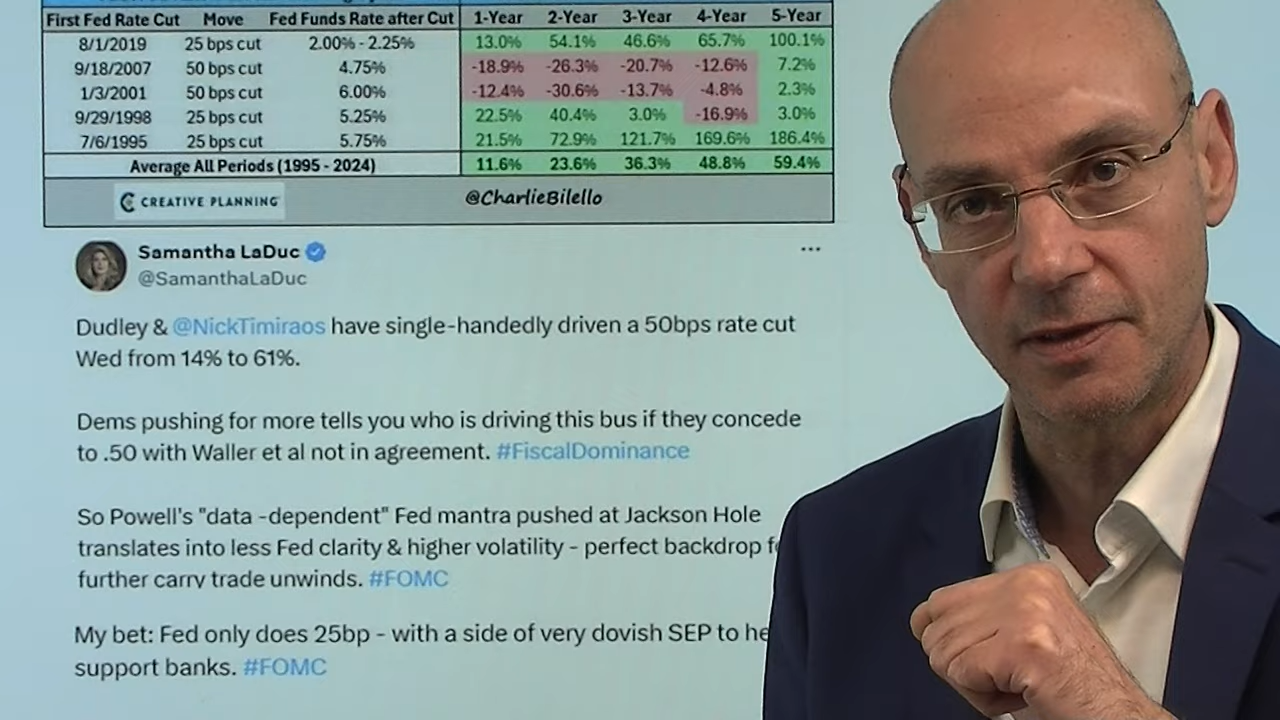 First Fed Rate Cut Move Fed Funds Rate after Cut 1-Year 2-Year 3-Year 4-Year 5-Year
8/1/2019 25 bps cut 2.00% - 2.25% 13.0% 54.1% 46.6% 65.7% 100.1%
9/18/2007 50 bps cut 4.75% -18.9% -26.3% -20.7% -12.6% 7.2%
1/3/2001 50 bps cut 6.00% -12.4% -30.6% -13.7% -4.8% 2.3%
9/29/1998 25 bps cut 5.25% 22.5% 40.4% 3.0% -16.9% 3.0%
7/6/1995 25 bps cut 5.75% 21.5% 72.9% 121.7% 169.6% 186.4%
Average All Periods (1995 - 2024) 11.6% 23.6% 36.3% 48.8% 59.4%
CREATIVE PLANNING @CharlieBilello
Samantha LaDuc
@SamanthaLaDuc
Dudley & @NickTimiraos have single-handedly driven a 50bps rate cut
Wed from 14% to 61%.
Dems pushing for more tells you who is driving this bus if they concede
to .50 with Waller et al not in agreement. #FiscalDominance
So Powell's "data -dependent" Fed mantra pushed at Jackson Hole
translates into less Fed clarity & higher volatility - perfect backdrop
further carry trade unwinds. #FOMC
My bet: Fed only does 25bp - with a side of very dovish SEP to
support banks. #FOMC